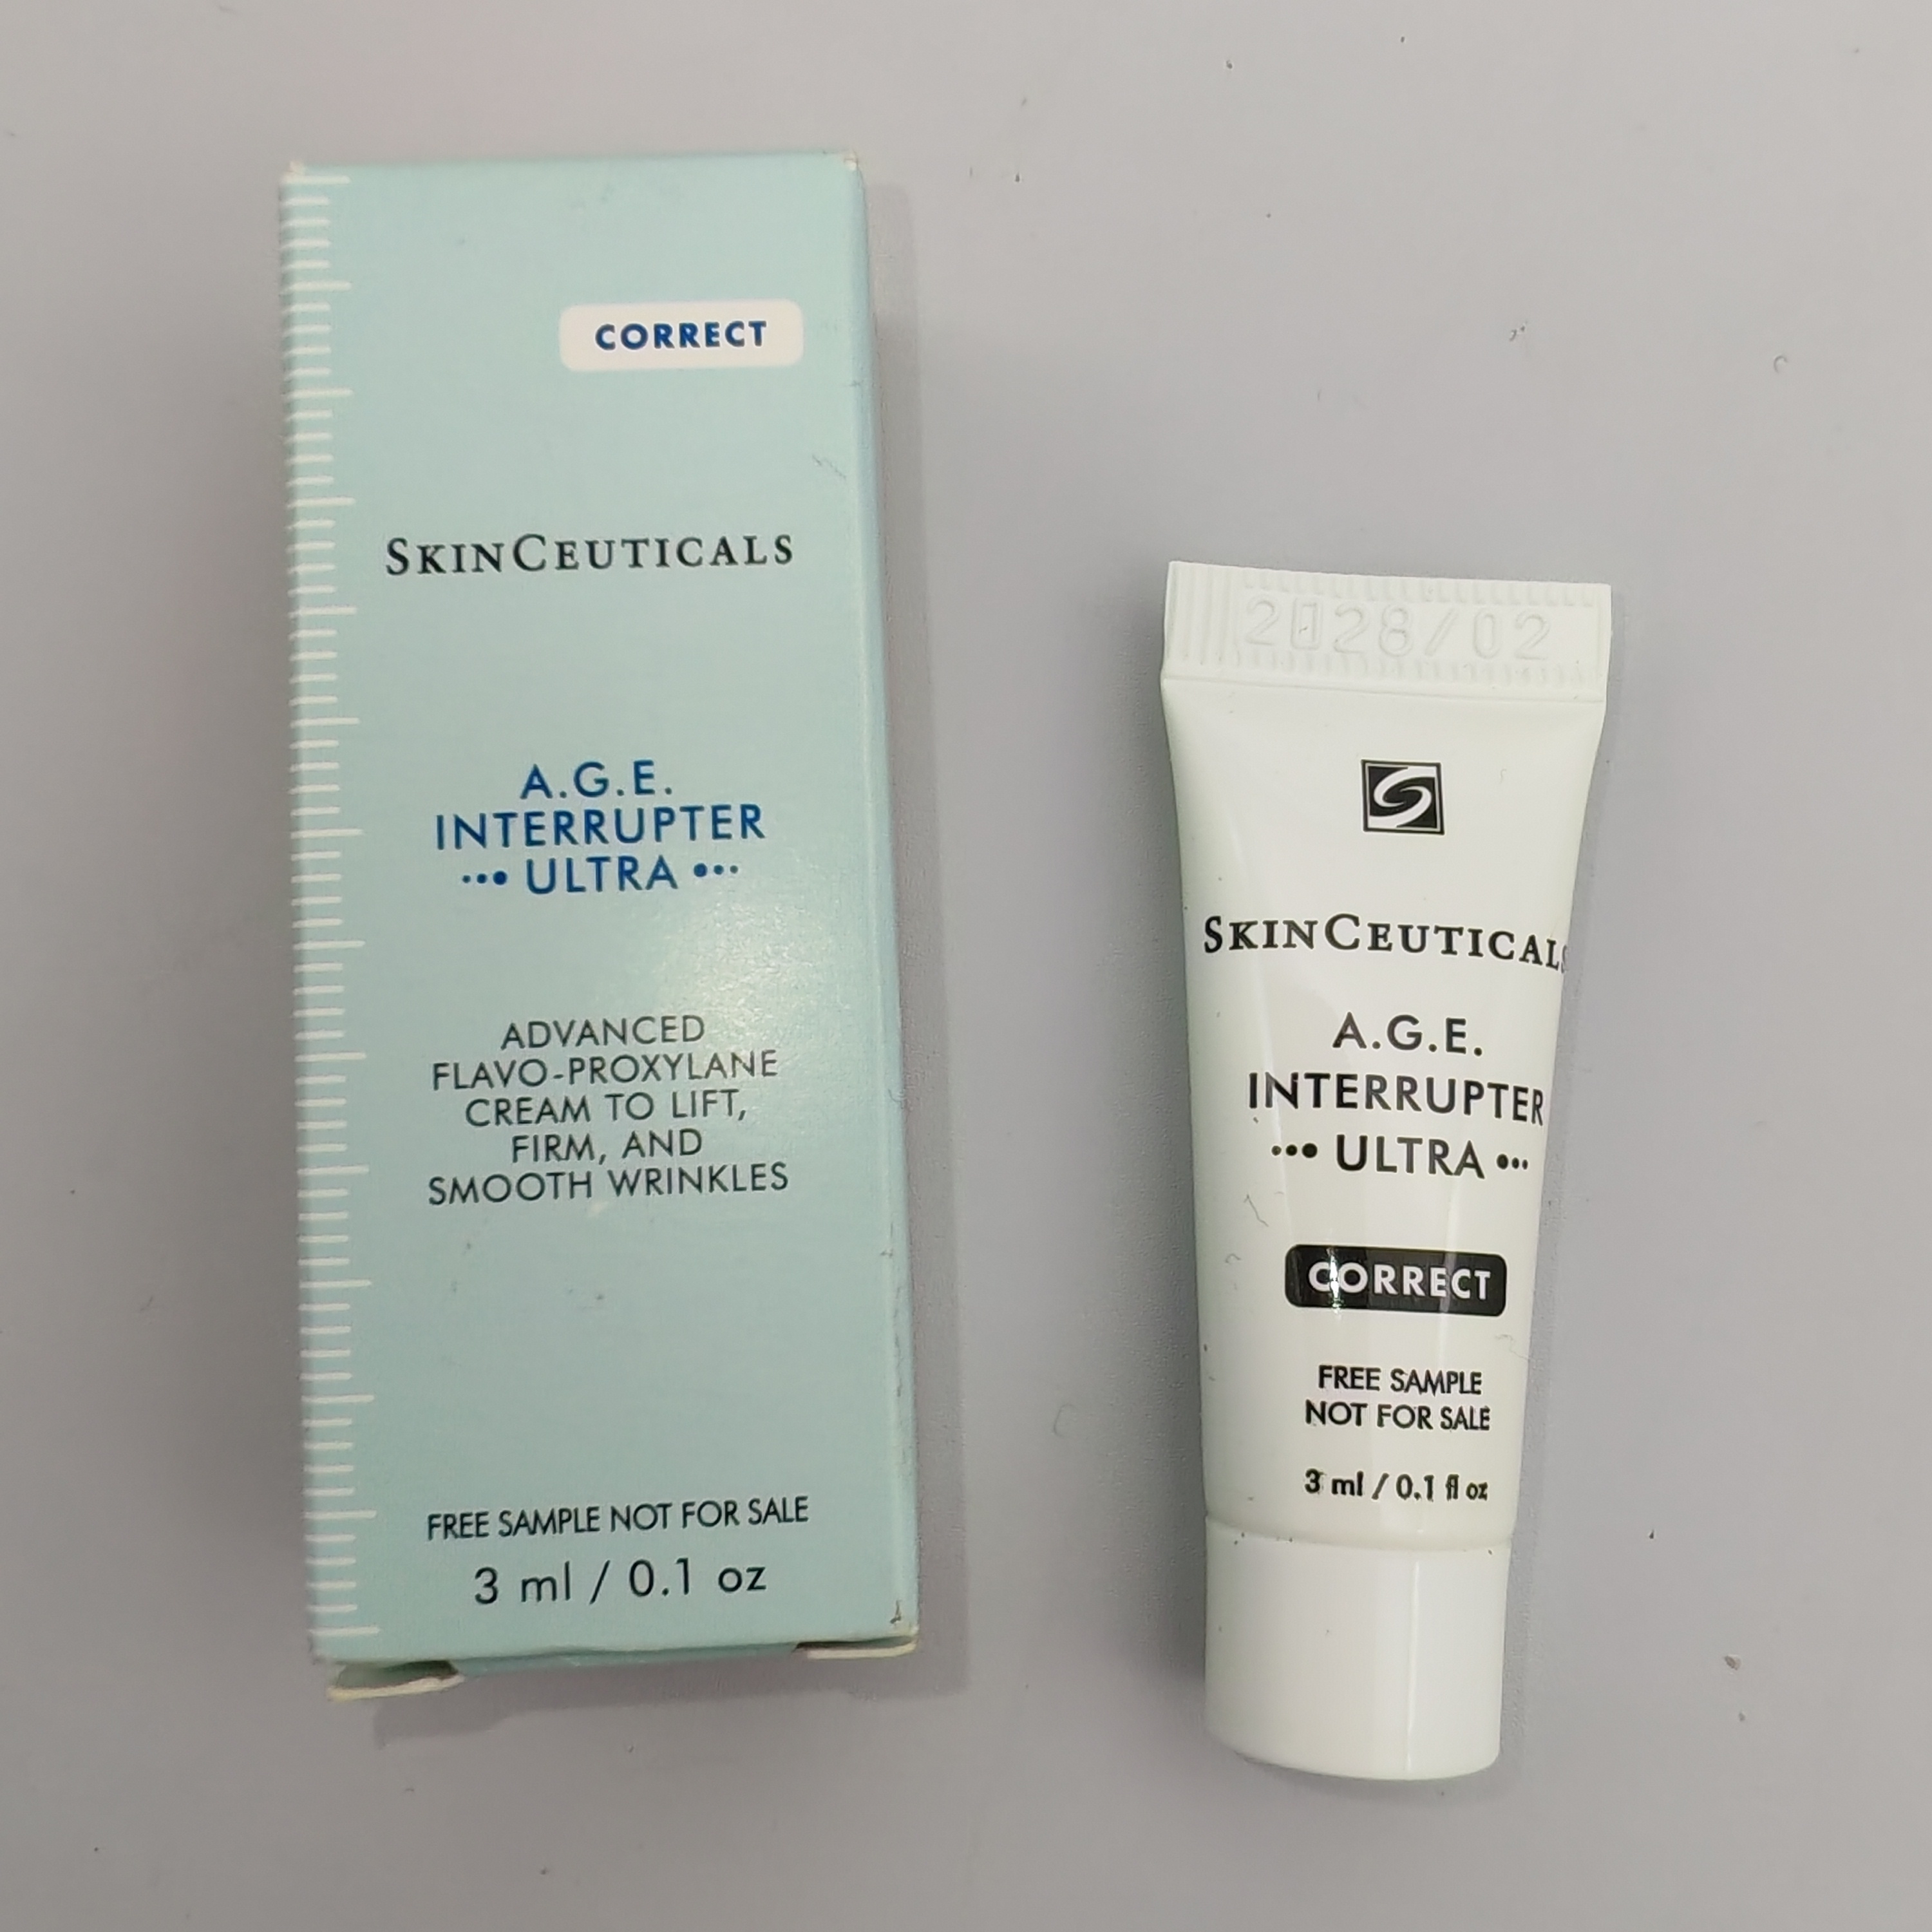 CORRECT
SKINCEUTICALS
A.G.E.
INTERRUPTER
••• ULTRA •••
ADVANCED
FLAVO-PROXYLANE
CREAM TO LIFT,
FIRM, AND
SMOOTH WRINKLES
FREE SAMPLE NOT FOR SALE
3 ml / 0.1 oz
2028/02
SKINCEUTICALS
A.G.E.
INTERRUPTER
••• ULTRA •••
CORRECT
FREE SAMPLE
NOT FOR SALE
3 ml / 0.1 fl oz